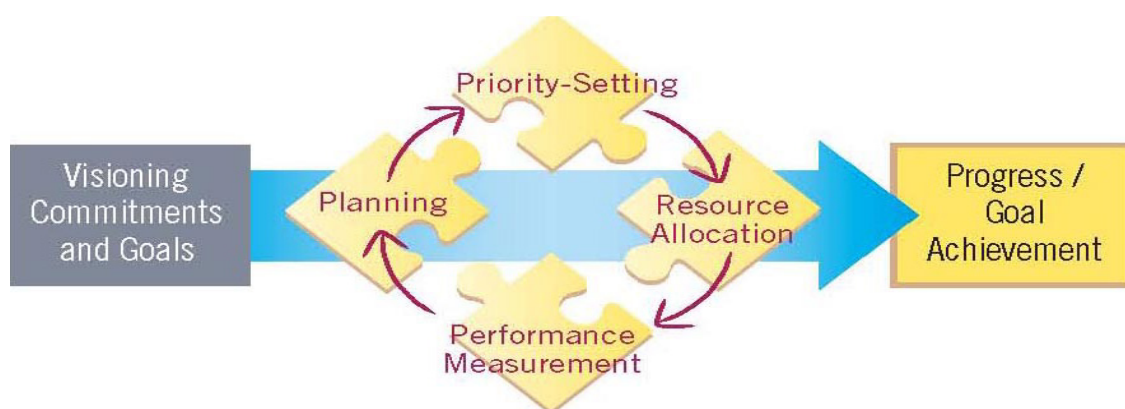 Visioning
Commitments
and Goals
Planning
Priority-Setting
Resource
Allocation
Performance
Measurement
Progress /
Goal
Achievement